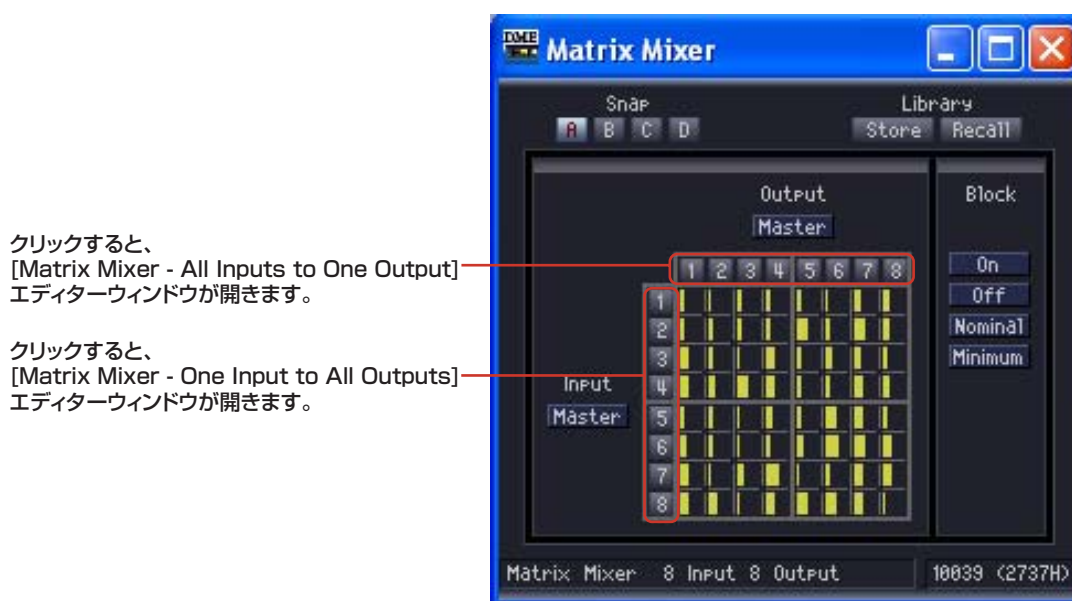 DME
Matrix Mixer
Snap
Library
A B C D
Store Recall
Output
Block
Master
クリックすると、
[Matrix Mixer - All Inputs to One Output]
エディターウィンドウが開きます。
1 2 3 4 5 6 7 8
On
Off
Nominal
Minimum
クリックすると、
[Matrix Mixer - One Input to All Outputs]
エディターウィンドウが開きます。
Input
Master
1
2
3
4
5
6
7
8
Matrix Mixer 8 Input 8 Output
10039 (2737H)